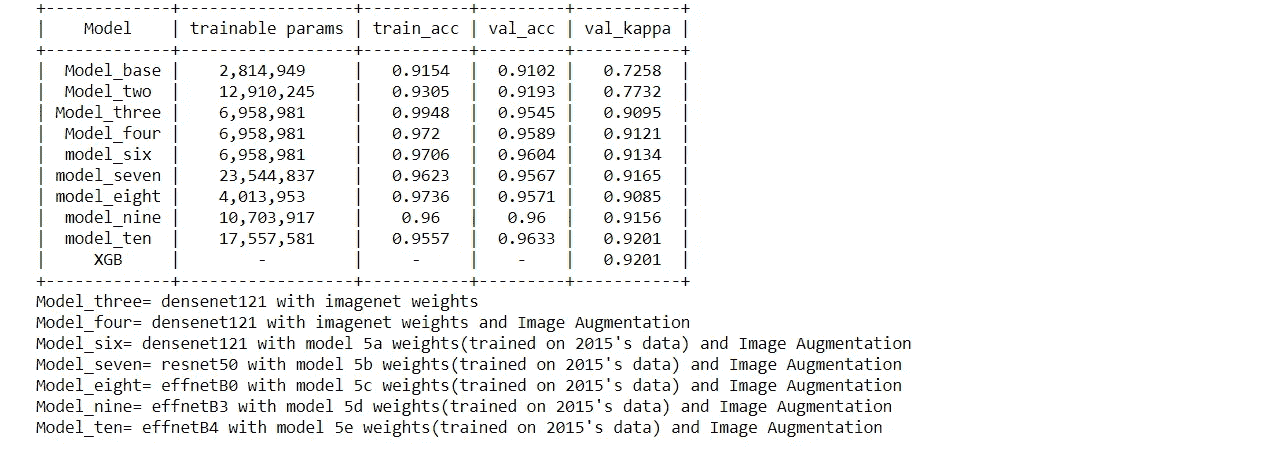 +-------------+------------------+-----------+---------+-----------+
|    Model    | trainable params | train_acc | val_acc | val_kappa |
+-------------+------------------+-----------+---------+-----------+
|  Model_base |    2,814,949     |   0.9154  |  0.9102 |   0.7258  |
|  Model_two  |    12,910,245    |   0.9305  |  0.9193 |   0.7732  |
| Model_three |    6,958,981     |   0.9948  |  0.9545 |   0.9095  |
|  Model_four |    6,958,981     |   0.972   |  0.9589 |   0.9121  |
|  model_six  |    6,958,981     |   0.9706  |  0.9604 |   0.9134  |
| model_seven |    23,544,837    |   0.9623  |  0.9567 |   0.9165  |
| model_eight |    4,013,953     |   0.9736  |  0.9571 |   0.9085  |
|  model_nine |    10,703,917    |    0.96   |   0.96  |   0.9156  |
|  model_ten  |    17,557,581    |   0.9557  |  0.9633 |   0.9201  |
|     XGB     |        -         |     -     |    -    |   0.9201  |
+-------------+------------------+-----------+---------+-----------+
Model_three= densenet121 with imagenet weights
Model_four= densenet121 with imagenet weights and Image Augmentation
Model_six= densenet121 with model 5a weights(trained on 2015's data) and Image Augmentation
Model_seven= resnet50 with model 5b weights(trained on 2015's data) and Image Augmentation
Model_eight= effnetB0 with model 5c weights(trained on 2015's data) and Image Augmentation
Model_nine= effnetB3 with model 5d weights(trained on 2015's data) and Image Augmentation
Model_ten= effnetB4 with model 5e weights(trained on 2015's data) and Image Augmentation